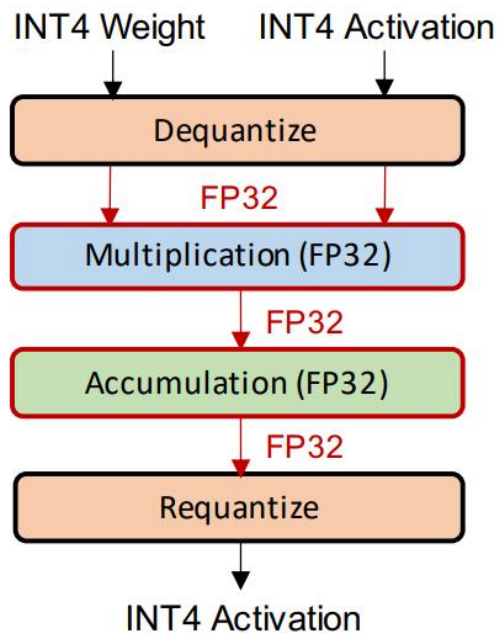 INT4 Weight INT4 Activation
Dequantize
FP32
Multiplication (FP32)
FP32
Accumulation (FP32)
FP32
Requantize
INT4 Activation